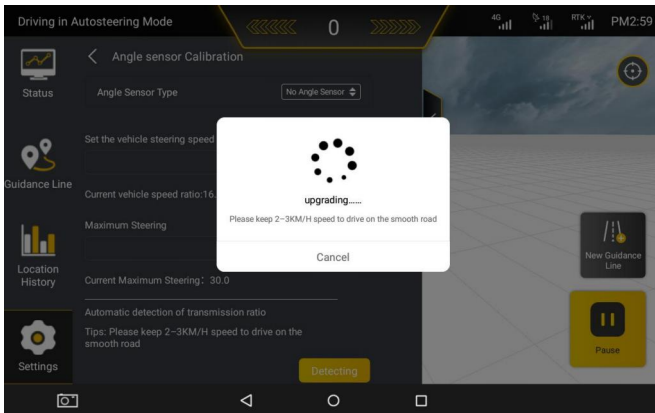 Driving in Autosteering Mode
0
4G
18
RTK
PM2:59
Angle sensor Calibration
Status
Angle Sensor Type
No Angle Sensor
Set the vehicle steering speed
Guidance Line
Current vehicle speed ratio:16.
Maximum Steering
upgrading......
Please keep 2-3KM/H speed to drive on the smooth road
Cancel
Location
History
Current Maximum Steering: 30.0
New Guidance
Line
Automatic detection of transmission ratio
Tips: Please keep 2-3KM/H speed to drive on the
smooth road
Settings
Detecting
Pause